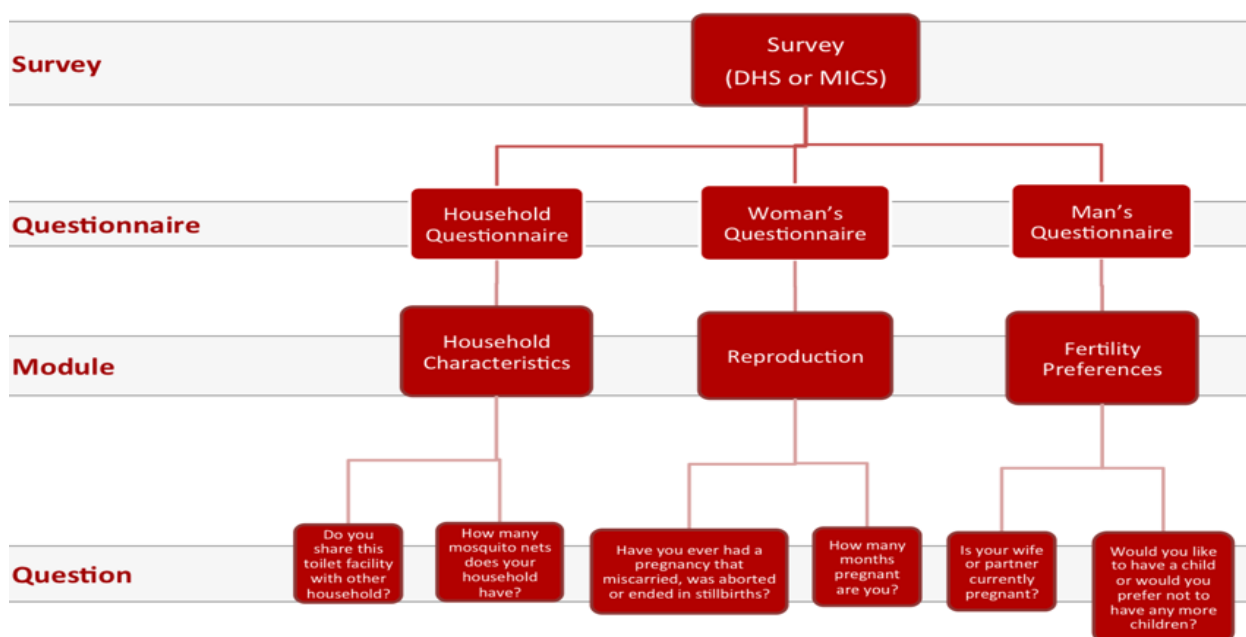 Survey
Survey
(DHS or MICS)
Questionnaire
Household
Questionnaire
Woman's
Questionnaire
Man's
Questionnaire
Module
Household
Characteristics
Reproduction
Fertility
Preferences
Question
Do you
share this
toilet facility
with other
household?
How many
mosquito nets
does your
household
have?
Have you ever had a
pregnancy that
miscarried, was aborted
or ended in stillbirths?
How many
months
pregnant
are you?
Is your wife
or partner
currently
pregnant?
Would you like
to have a child
or would you
prefer not to
have any more
children?